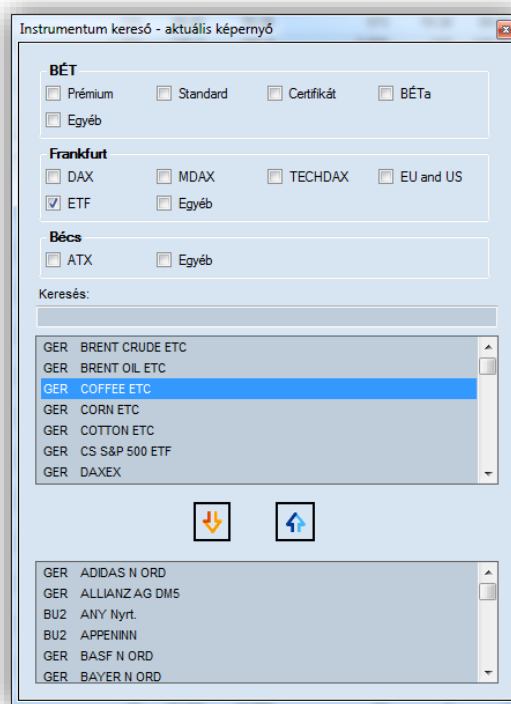 Instrumentum kereső - aktuális képernyő
BÉT
Prémium Standard Certifikát BÉTa
Egyéb
Frankfurt
DAX MDAX TECHDAX EU and US
ETF Egyéb
Bécs
ATX Egyéb
Keresés:
GER BRENT CRUDE ETC
GER BRENT OIL ETC
GER COFFEE ETC
GER CORN ETC
GER COTTON ETC
GER CS S&P 500 ETF
GER DAXEX
GER ADIDAS N ORD
GER ALLIANZ AG DM5
BU2 ANY Nyrt.
BU2 APPENINN
GER BASF N ORD
GER BAYER N ORD